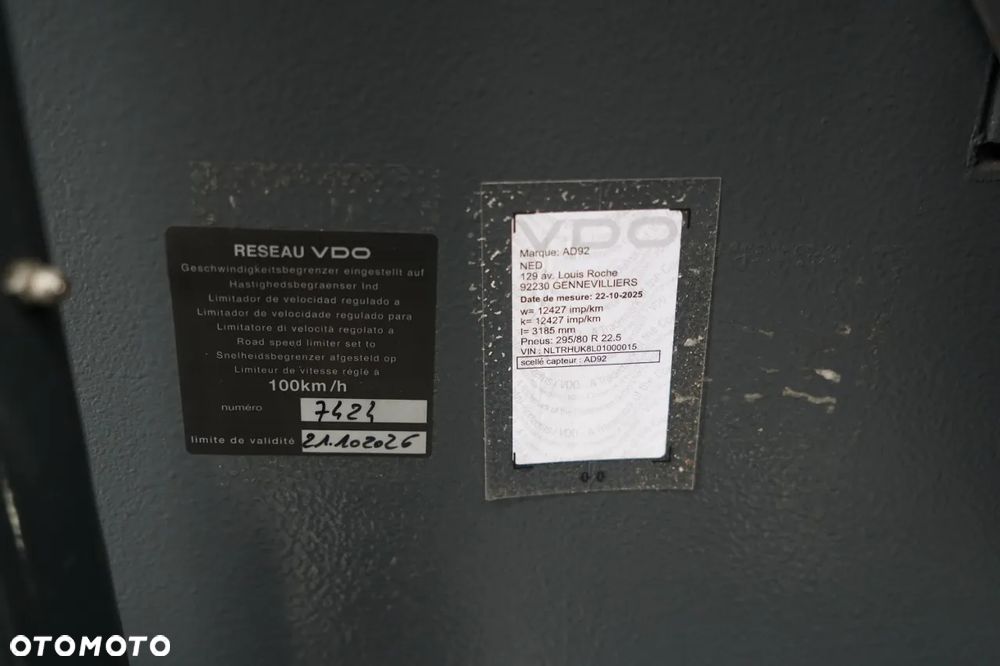 RESEAU VDO
Geschwindigkeitsbegrenzer eingestellt auf
Hastighedsbegraenser Ind
Limitador de velocidad regulado a
Limitador de velocidade regulado para
Limitatore di velocità regolato a
Road speed limiter set to
Snelheidsbegrenzer afgesteld op
Limiteur de vitesse réglé à
100km/h
numéro 7424
limite de validité 21.10.2026
VDO
Marque: AD92
NED
129 av. Louis Roche
92230 GENNEVILLIERS
Date de mesure: 22-10-2025
w= 12427 imp/km
k= 12427 imp/km
l= 3185 mm
Pneus: 295/80 R 22.5
VIN : NLTRHUK8L01000015
scellé capteur : AD92
OTOMOTO